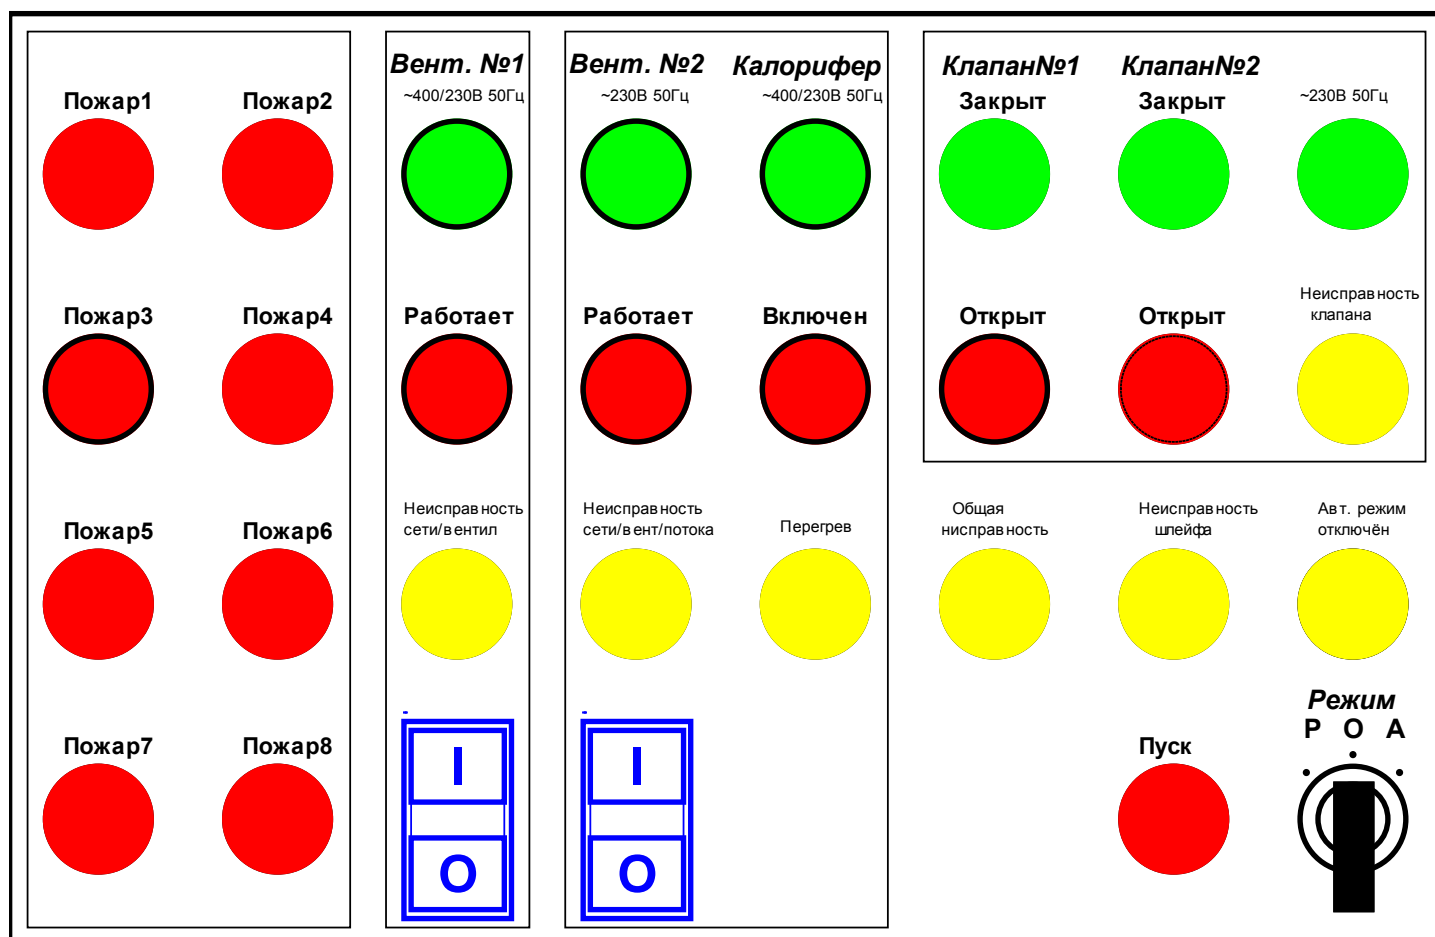 Вент. №1
Вент. №2
Калорифер
Клапан№1
Клапан№2
Пожар1
Пожар2
~400/230В 50Гц
~230В 50Гц
~400/230В 50Гц
Закрыт
Закрыт
~230В 50Гц
Пожар3
Пожар4
Работает
Работает
Включен
Открыт
Открыт
Неисправность
клапана
Пожар5
Пожар6
Неисправность
сети/вентил
Неисправность
сети/вент/потока
Перегрев
Общая
нисправность
Неисправность
шлейфа
Авт. режим
отключён
Пожар7
Пожар8
I
O
I
O
Пуск
Режим
Р О А